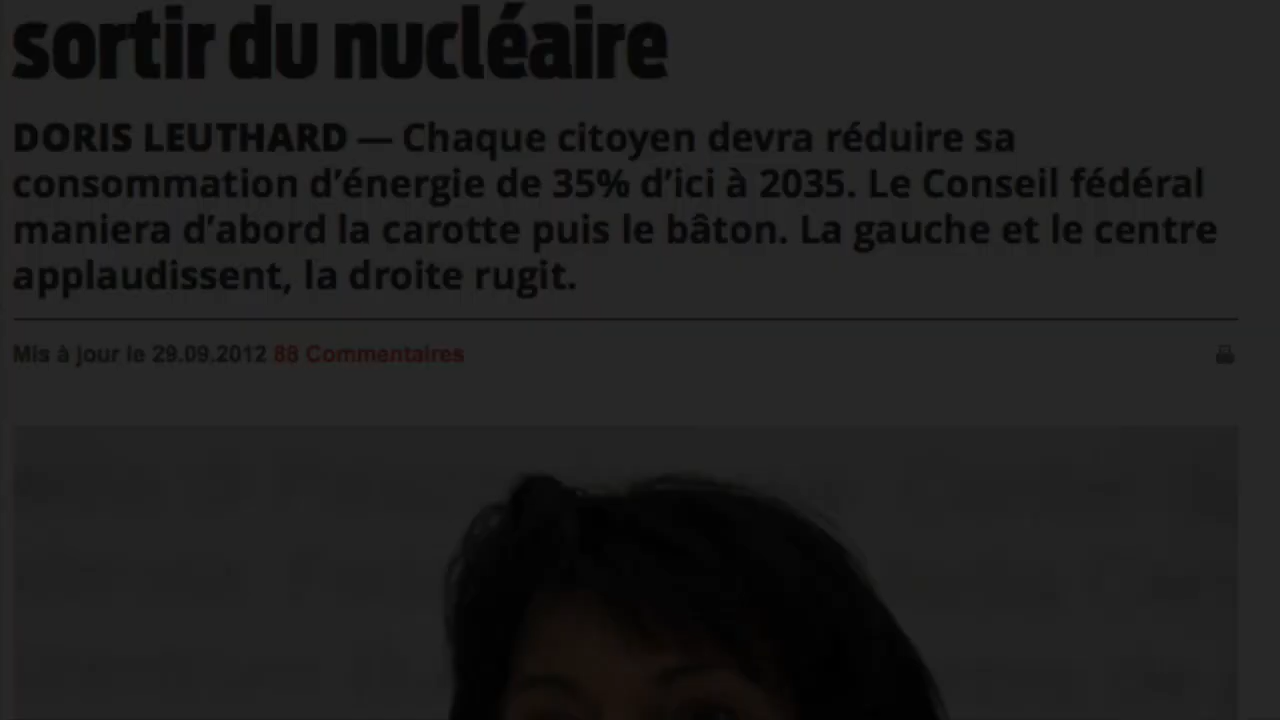 sortir du nucléaire
DORIS LEUTHARD — Chaque citoyen devra réduire sa
consommation d’énergie de 35% d’ici à 2035. Le Conseil fédéral
maniera d’abord la carotte puis le bâton. La gauche et le centre
applaudissent, la droite rugit.
Mis à jour le 29.09.2012 88 Commentaires